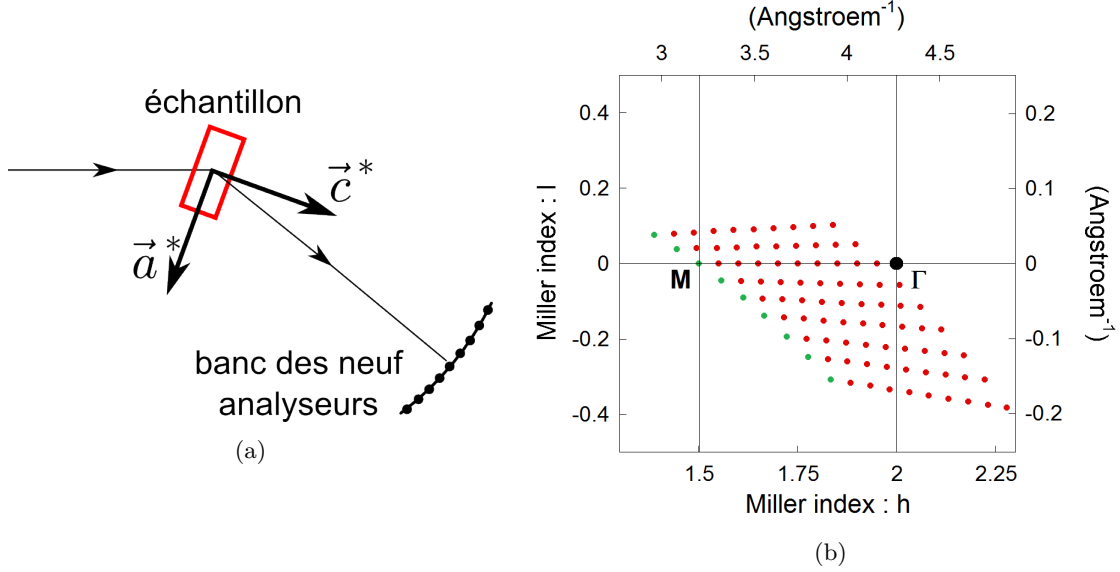 échantillon
c⃗*
a⃗*
banc des neuf
analyseurs
(a)
(Angstroem⁻¹)
3 3.5 4 4.5
0.4
0.2
0
-0.2
-0.4
Miller index : l
M
Γ
0.2
0.1
0
-0.1
-0.2
(Angstroem⁻¹)
1.5 1.75 2 2.25
Miller index : h
(b)